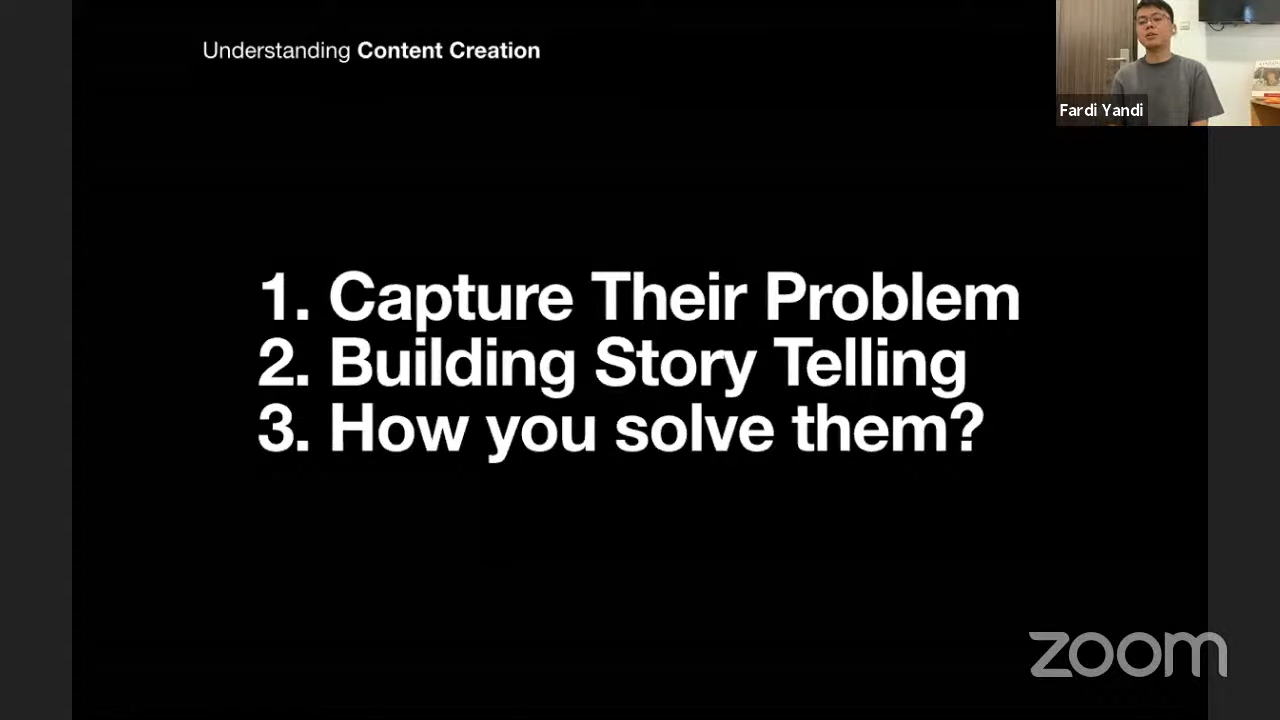 Understanding Content Creation
Fardi Yandi
1. Capture Their Problem
2. Building Story Telling
3. How you solve them?
zoom